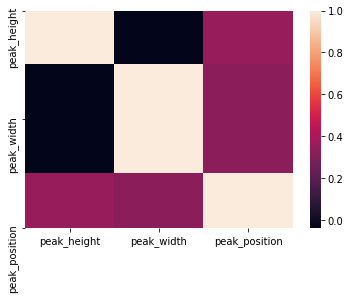 peak_height
peak_width
peak_position
peak_height
peak_width
peak_position
1.0
0.8
0.6
0.4
0.2
0.0